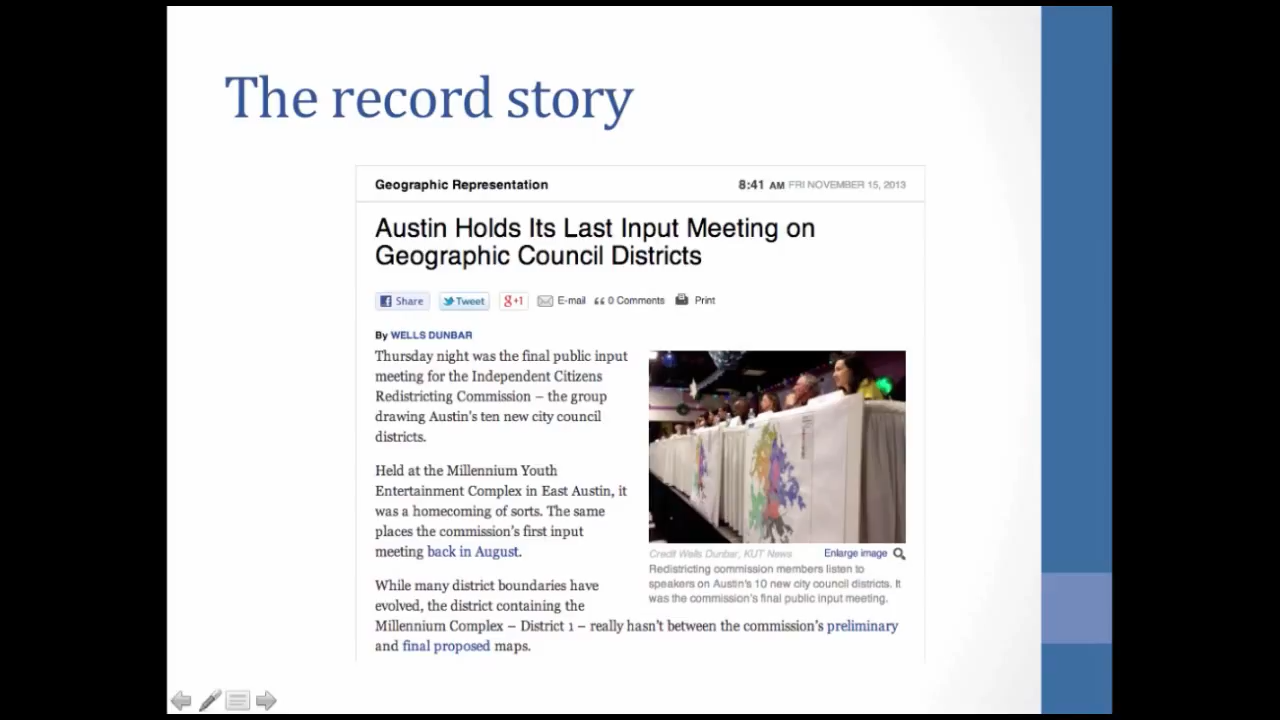 The record story
Geographic Representation
8:41 AM FRI NOVEMBER 15, 2013
Austin Holds Its Last Input Meeting on
Geographic Council Districts
Share
Tweet
g+1
E-mail
0 Comments
Print
By WELLS DUNBAR
Thursday night was the final public input
meeting for the Independent Citizens
Redistricting Commission – the group
drawing Austin's ten new city council
districts.
Held at the Millennium Youth
Entertainment Complex in East Austin, it
was a homecoming of sorts. The same
places the commission's first input
meeting back in August.
Credit Wells Dunbar, KUT News
Enlarge image
Redistricting commission members listen to
speakers on Austin's 10 new city council districts. It
was the commission's final public input meeting.
While many district boundaries have
evolved, the district containing the
Millennium Complex – District 1 – really hasn't between the commission's preliminary
and final proposed maps.